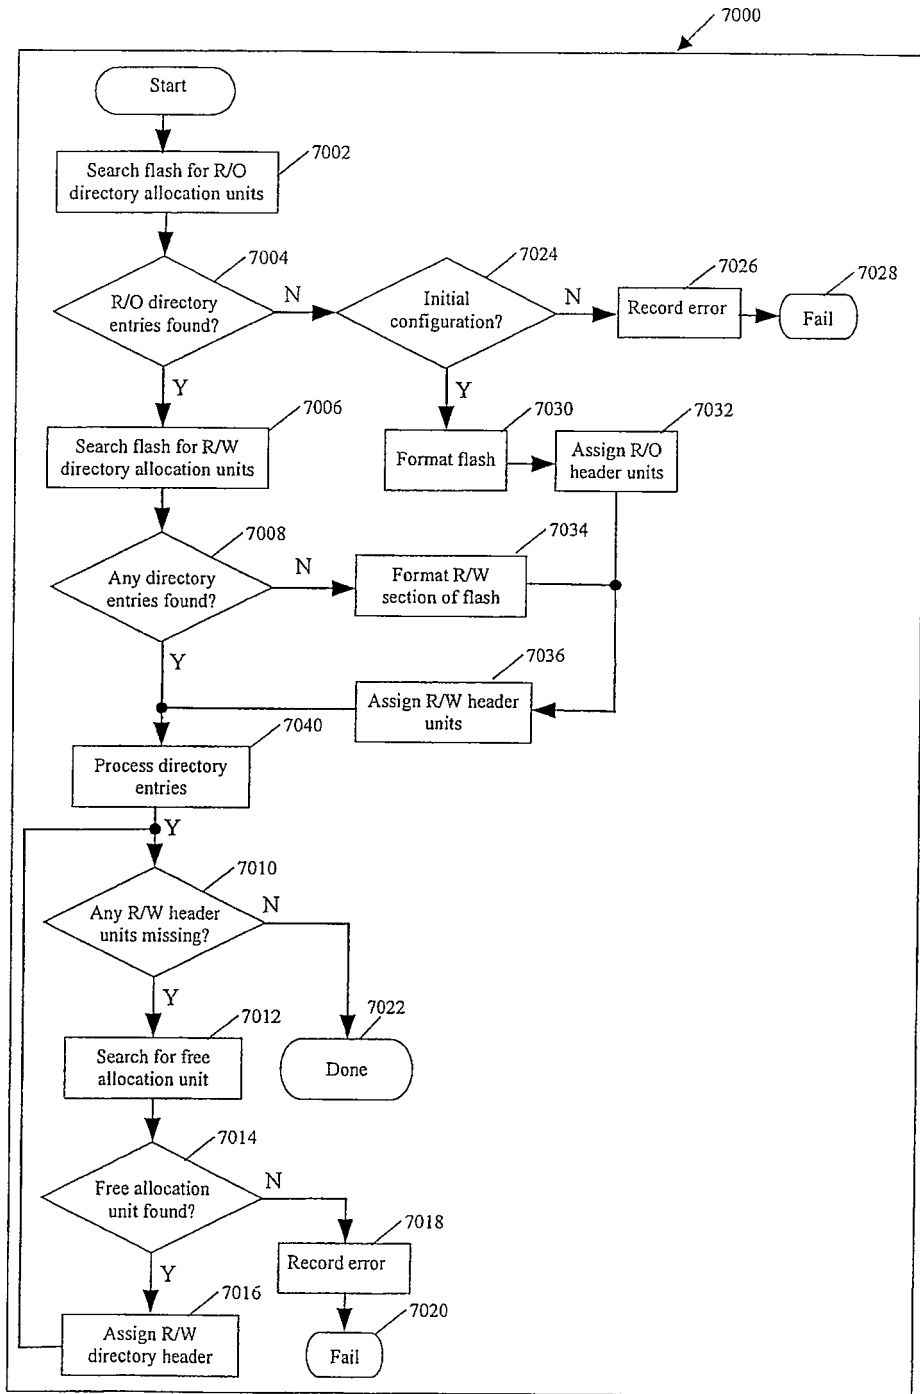 7000
Start
7002
Search flash for R/O
directory allocation units
7004
R/O directory
entries found?
N
7024
Initial
configuration?
N
7026
Record error
7028
Fail
Y
Y
7006
Search flash for R/W
directory allocation units
7030
Format flash
7032
Assign R/O
header units
7008
Any directory
entries found?
N
7034
Format R/W
section of flash
Y
7036
Assign R/W header
units
7040
Process directory
entries
Y
7010
Any R/W header
units missing?
N
Y
7012
Search for free
allocation unit
7022
Done
7014
Free allocation
unit found?
N
Y
7018
Record error
7016
Assign R/W
directory header
7020
Fail